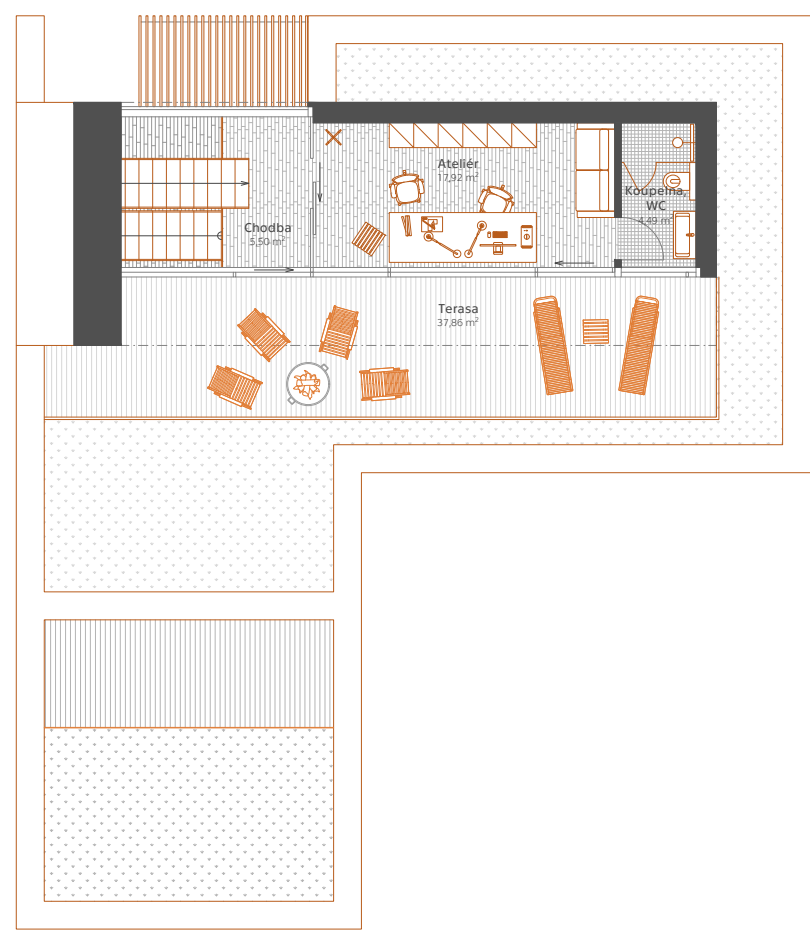 Ateliér
17,92 m²
Koupelna,
WC
4,49 m²
Chodba
5,50 m²
Terasa
37,86 m²